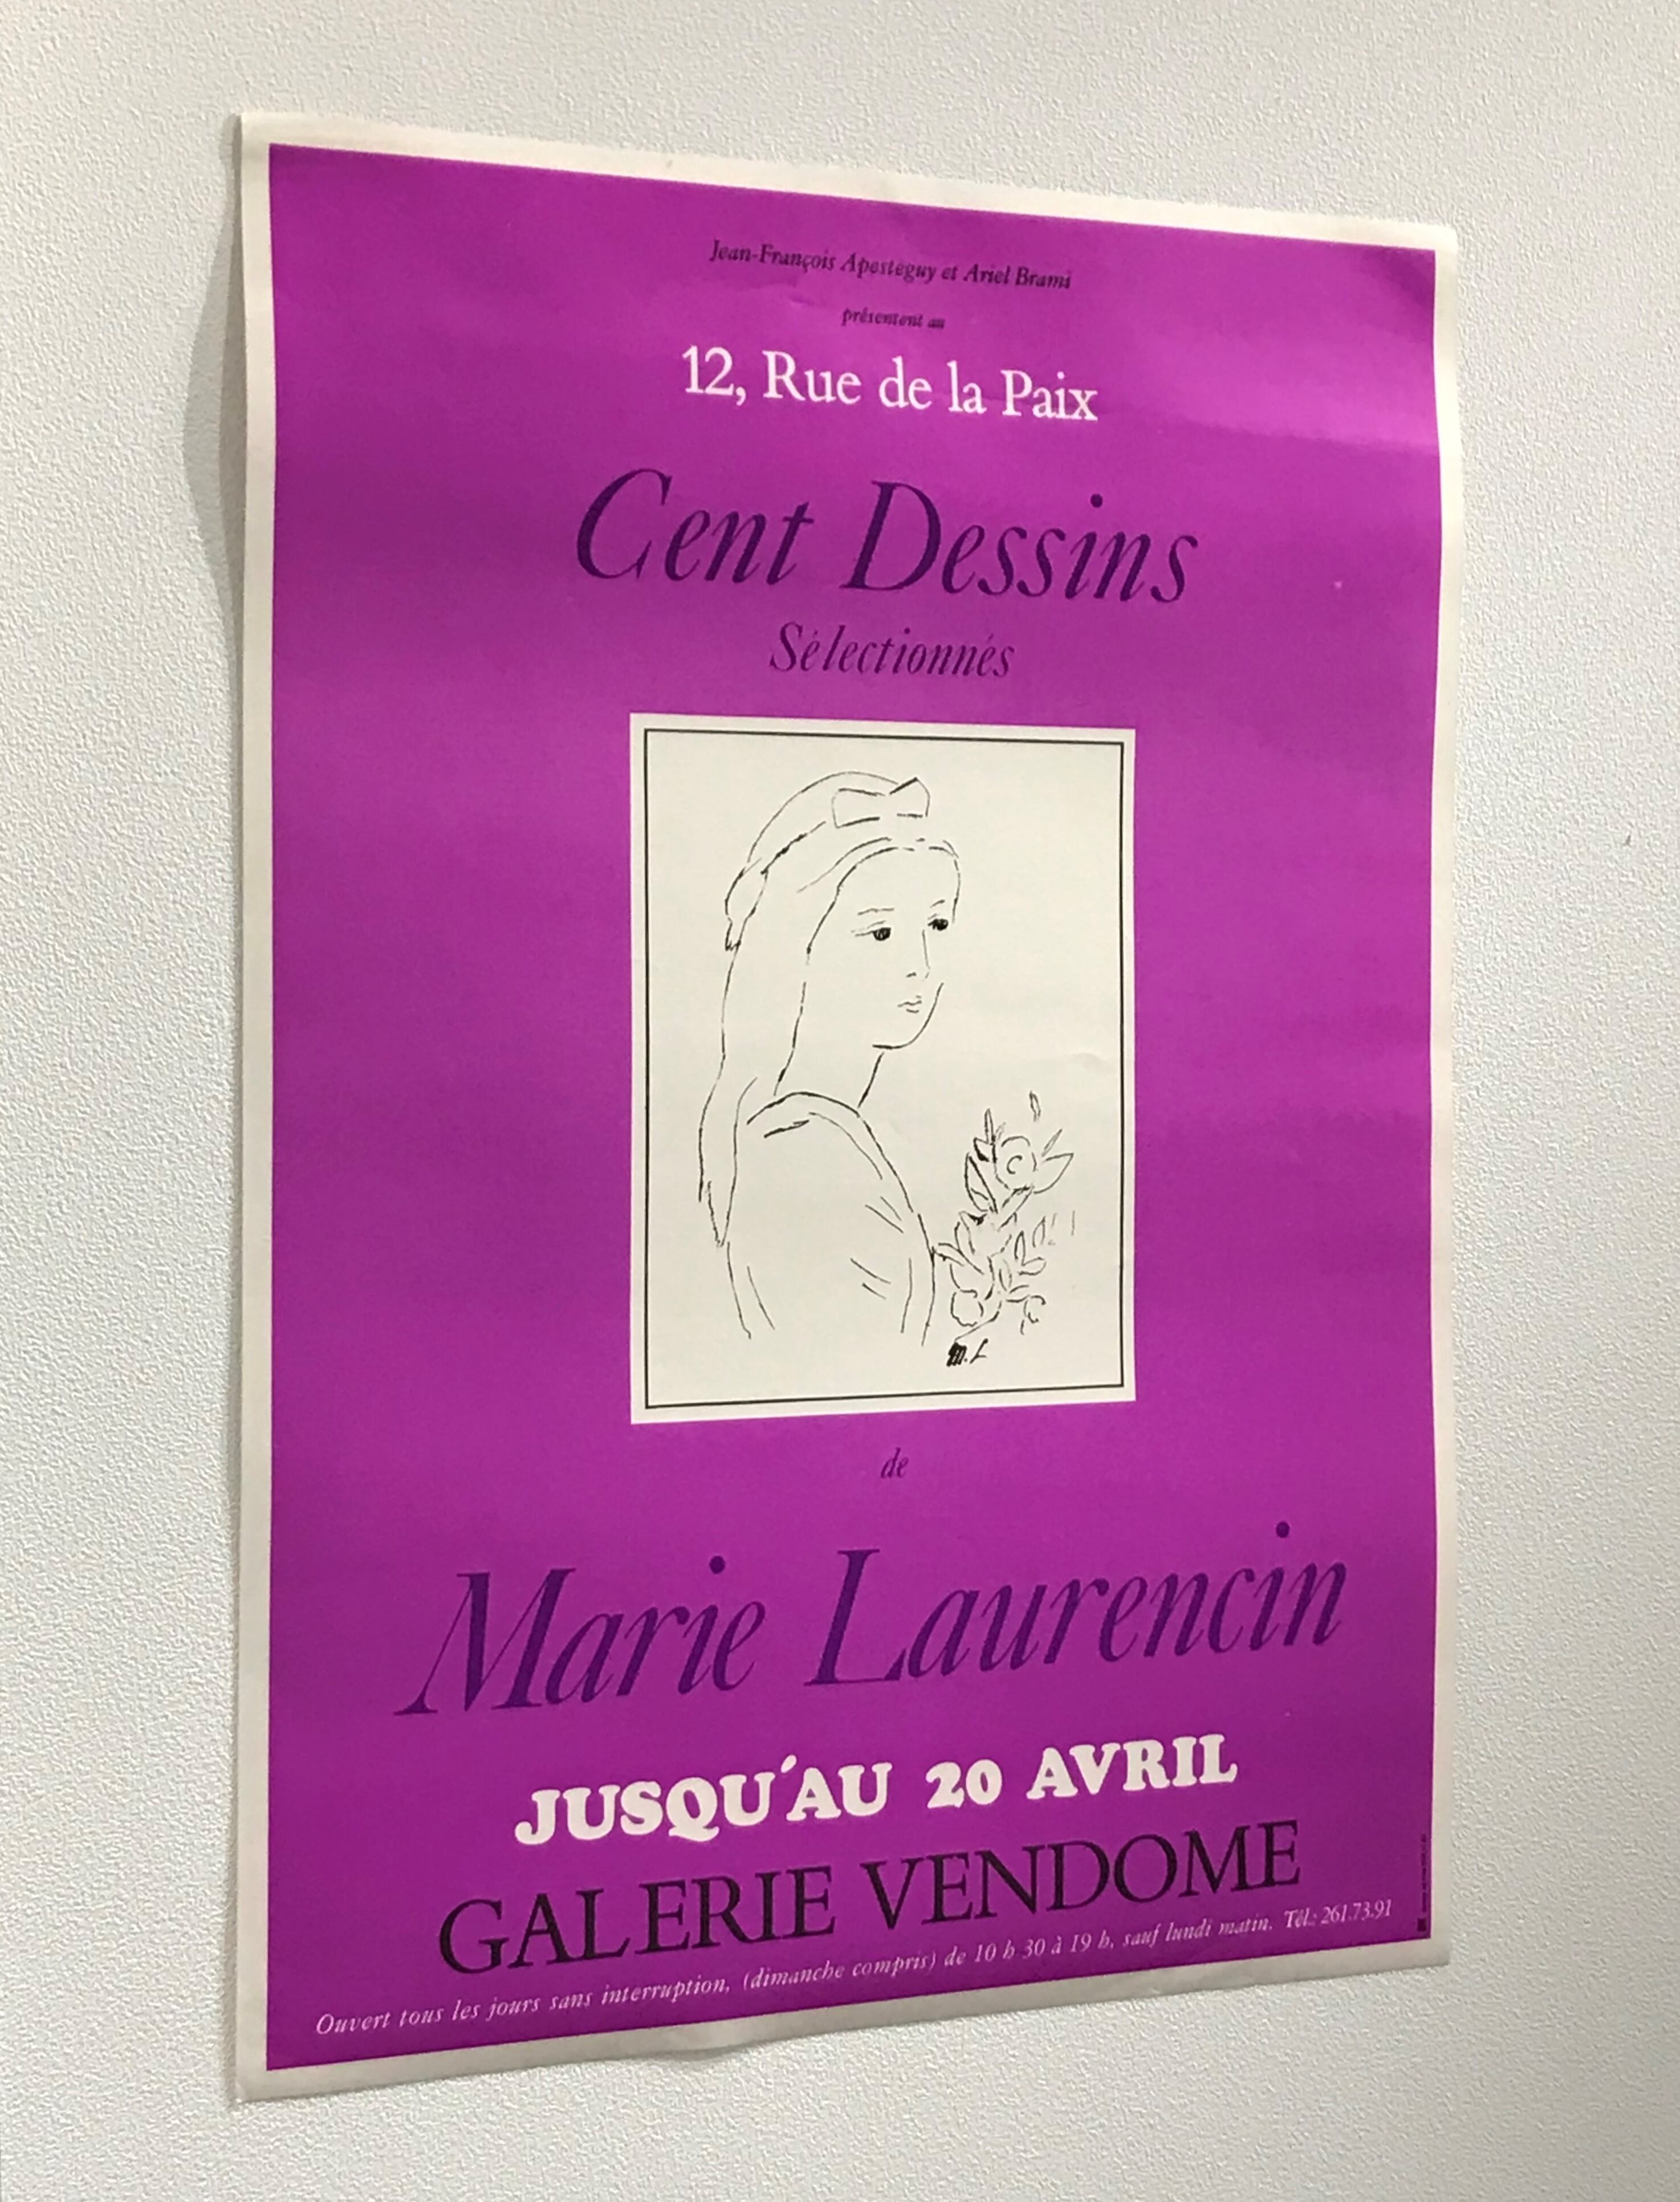 Jean-François Apesteguy et Ariel Brami
présentent au
12, Rue de la Paix
Cent Dessins
Sélectionnés
M. L
de
Marie Laurencin
JUSQU'AU 20 AVRIL
GALERIE VENDOME
Ouvert tous les jours sans interruption, (dimanche compris) de 10 h 30 à 19 h, sauf lundi matin. Tél.: 261.73.91